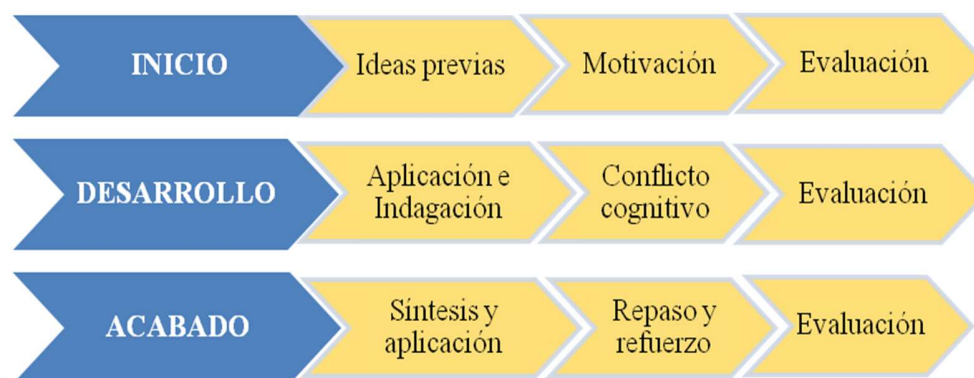 INICIO
Ideas previas
Motivación
Evaluación
DESARROLLO
Aplicación e
Indagación
Conflicto
cognitivo
Evaluación
ACABADO
Síntesis y
aplicación
Repaso y
refuerzo
Evaluación